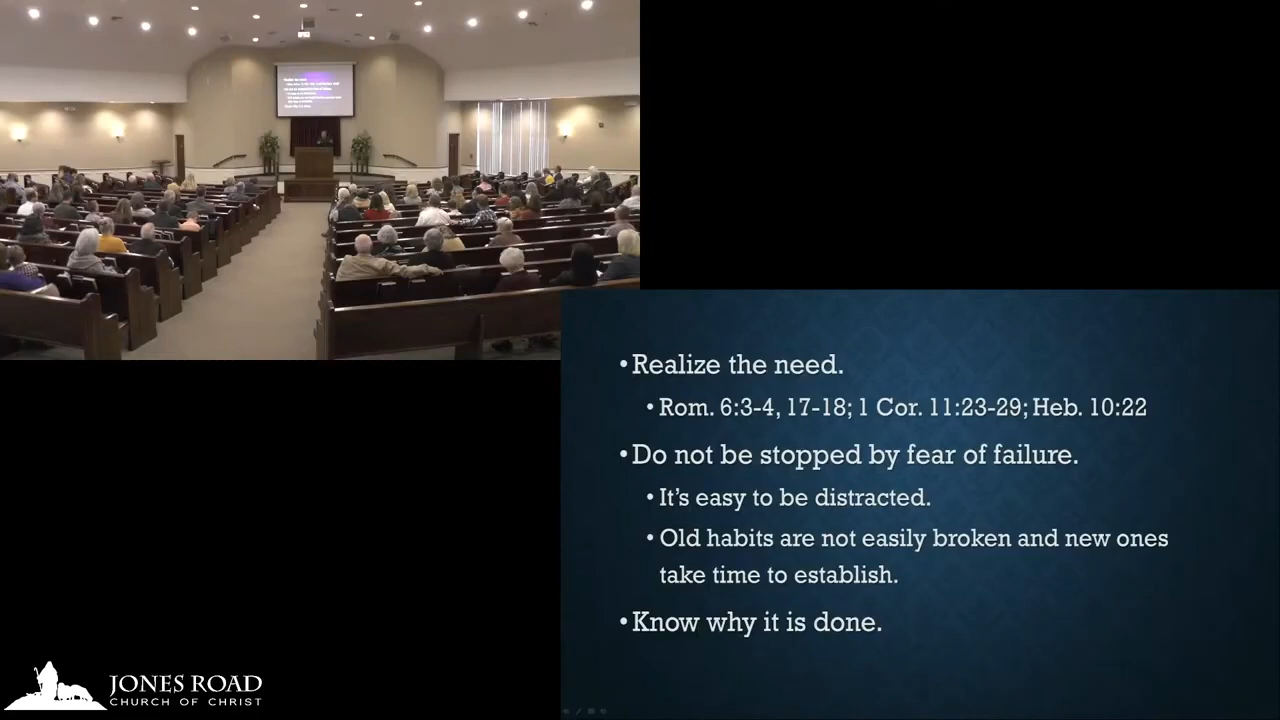 •Realize the need.
•Rom. 6:3-4, 17-18; 1 Cor. 11:23-29; Heb. 10:22
•Do not be stopped by fear of failure.
•It's easy to be distracted.
•Old habits are not easily broken and new ones
take time to establish.
•Know why it is done.
JONES ROAD
CHURCH OF CHRIST